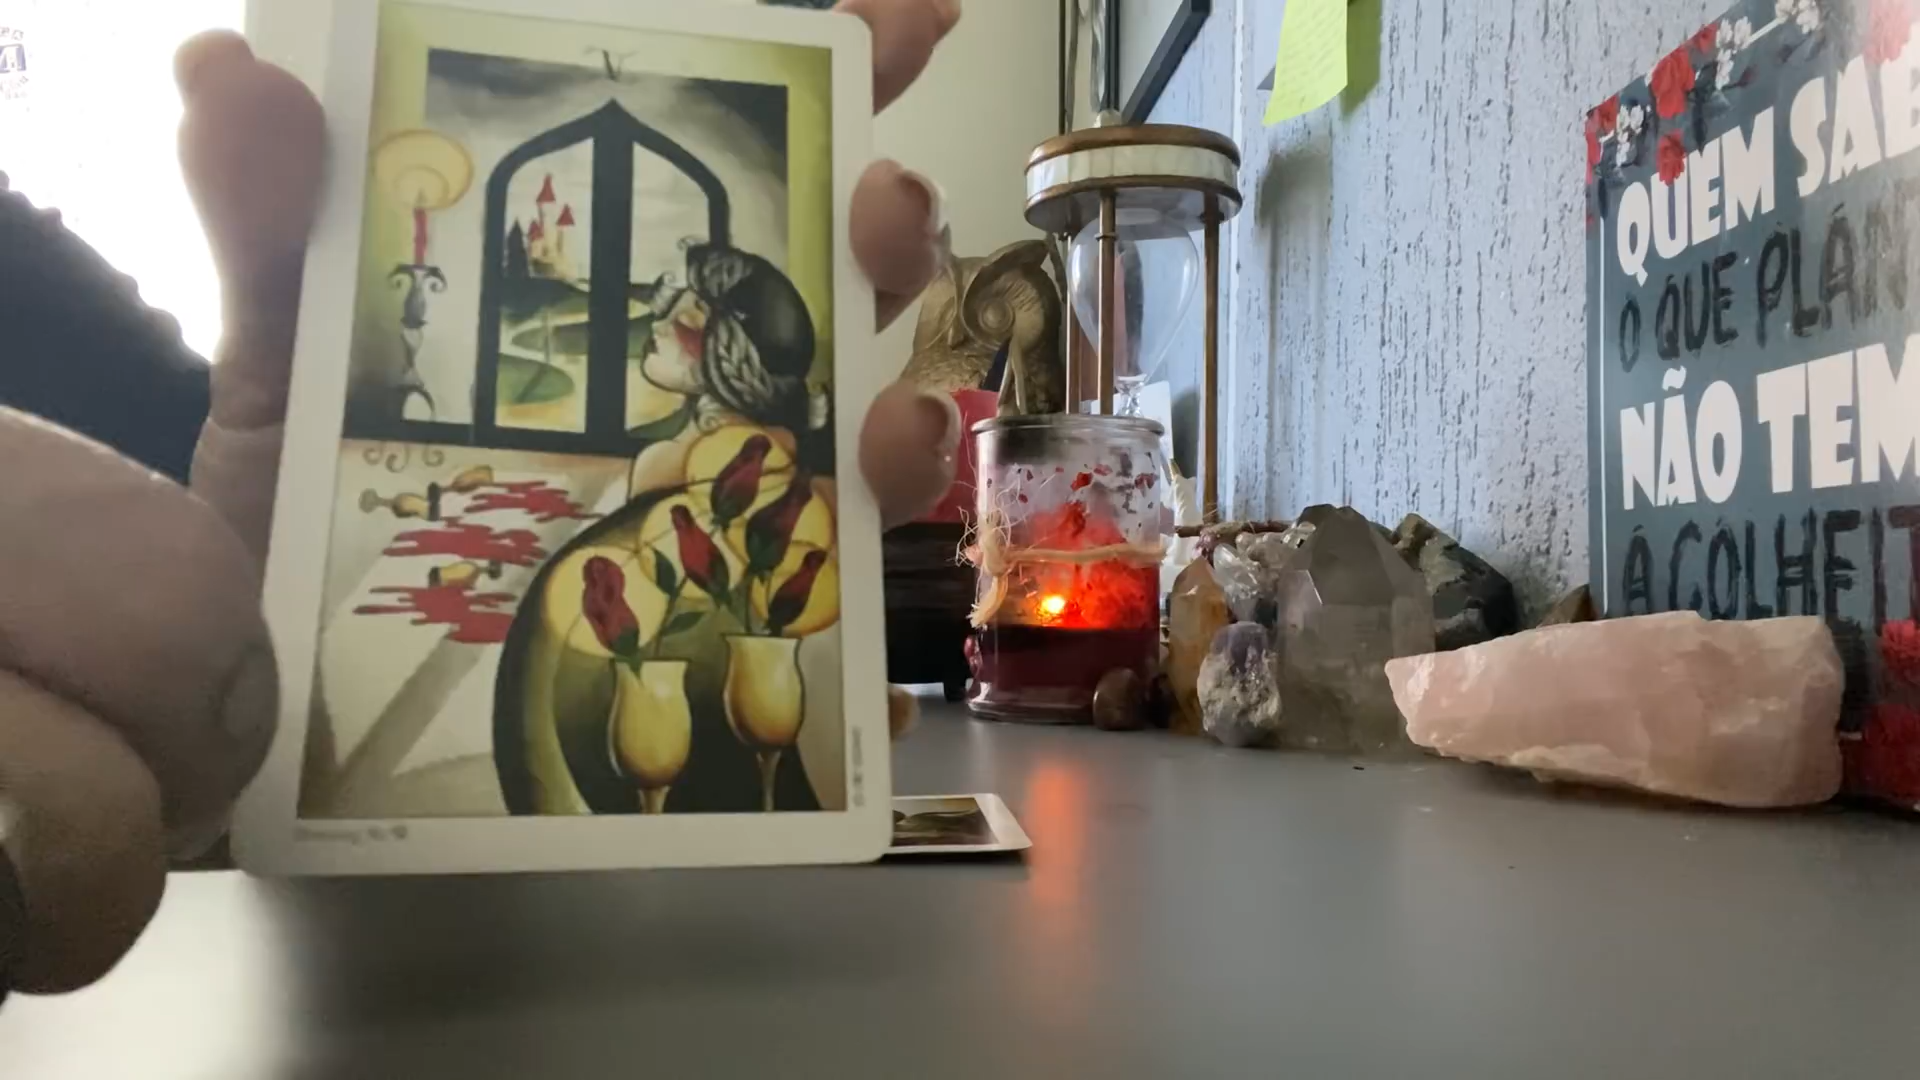 V
QUEM SAB
O QUE PLAN
NÃO TEM
A COLHEIT